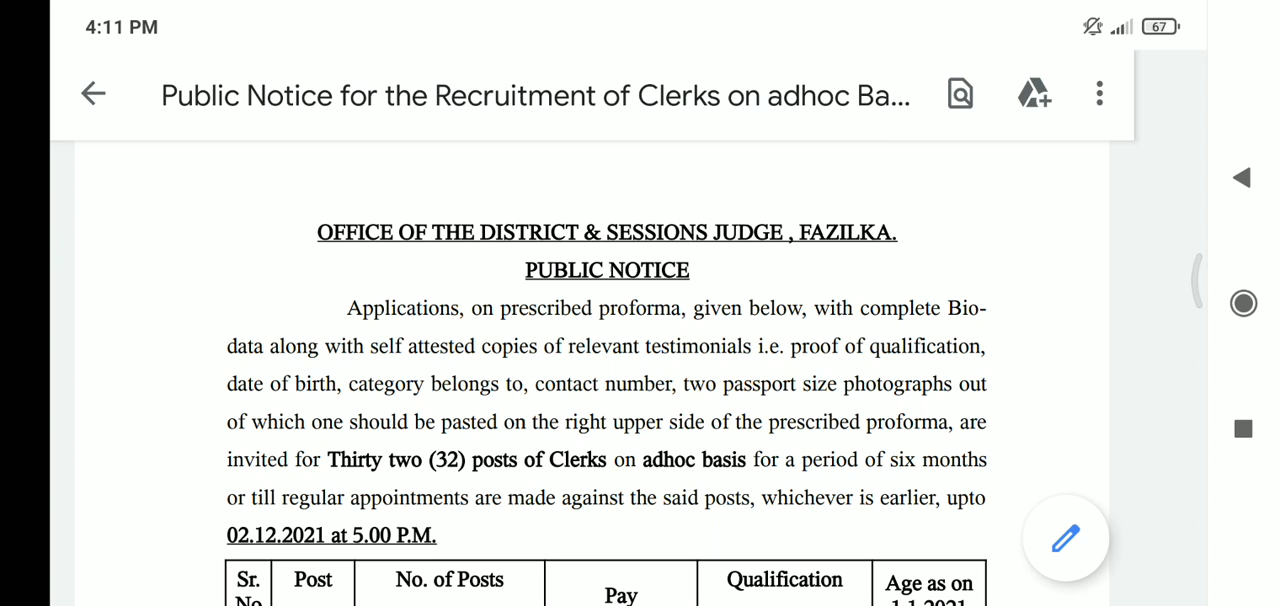 4:11 PM
67
Public Notice for the Recruitment of Clerks on adhoc Ba...
OFFICE OF THE DISTRICT & SESSIONS JUDGE , FAZILKA.
PUBLIC NOTICE
Applications, on prescribed proforma, given below, with complete Bio-
data along with self attested copies of relevant testimonials i.e. proof of qualification,
date of birth, category belongs to, contact number, two passport size photographs out
of which one should be pasted on the right upper side of the prescribed proforma, are
invited for Thirty two (32) posts of Clerks on adhoc basis for a period of six months
or till regular appointments are made against the said posts, whichever is earlier, upto
02.12.2021 at 5.00 P.M.
Sr. Post No. of Posts Pay Qualification Age as on
No 1.1.2021